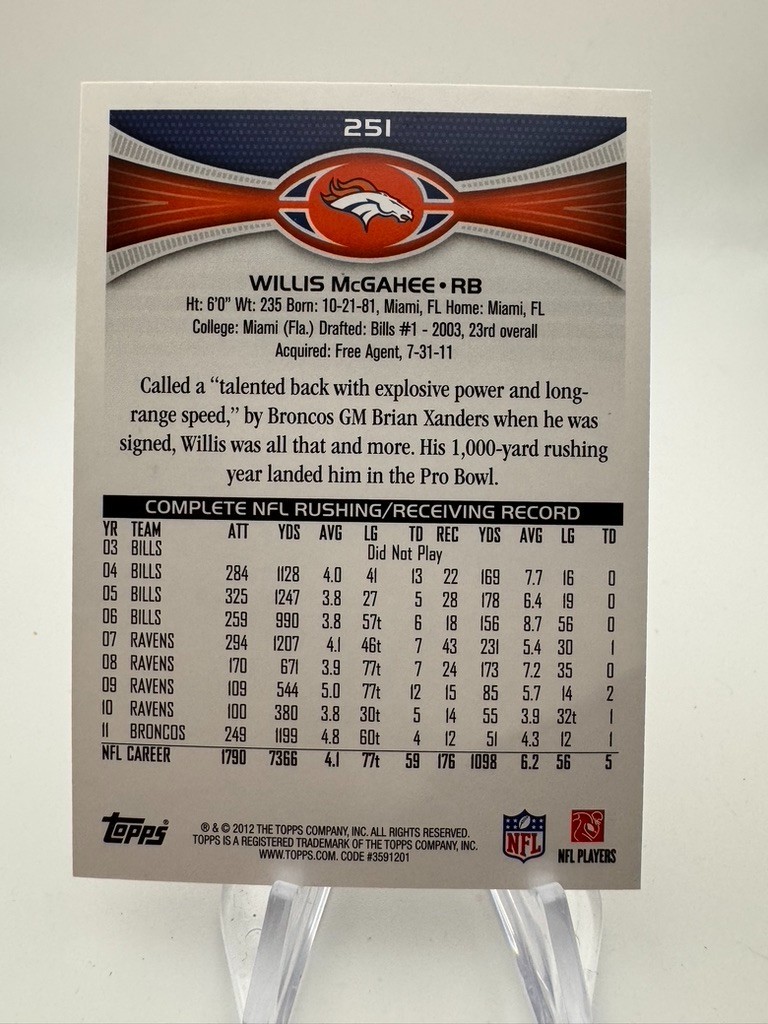 251
WILLIS McGAHEE • RB
Ht: 6'0" Wt: 235 Born: 10-21-81, Miami, FL Home: Miami, FL
College: Miami (Fla.) Drafted: Bills #1 - 2003, 23rd overall
Acquired: Free Agent, 7-31-11
Called a “talented back with explosive power and long-
range speed,” by Broncos GM Brian Xanders when he was
signed, Willis was all that and more. His 1,000-yard rushing
year landed him in the Pro Bowl.
COMPLETE NFL RUSHING/RECEIVING RECORD
YR TEAM ATT YDS AVG LG TD REC YDS AVG LG TD
03 BILLS Did Not Play
04 BILLS 284 1128 4.0 41 13 22 169 7.7 16 0
05 BILLS 325 1247 3.8 27 5 28 178 6.4 19 0
06 BILLS 259 990 3.8 57t 6 18 156 8.7 56 0
07 RAVENS 294 1207 4.1 46t 7 43 231 5.4 30 1
08 RAVENS 170 671 3.9 77t 7 24 173 7.2 35 0
09 RAVENS 109 544 5.0 77t 12 15 85 5.7 14 2
10 RAVENS 100 380 3.8 30t 5 14 55 3.9 32t 1
11 BRONCOS 249 1199 4.8 60t 4 12 51 4.3 12 1
NFL CAREER 1790 7366 4.1 77t 59 176 1098 6.2 56 5
topps®
® & © 2012 THE TOPPS COMPANY, INC. ALL RIGHTS RESERVED.
TOPPS IS A REGISTERED TRADEMARK OF THE TOPPS COMPANY, INC.
WWW.TOPPS.COM. CODE #3591201
NFL
NFL PLAYERS